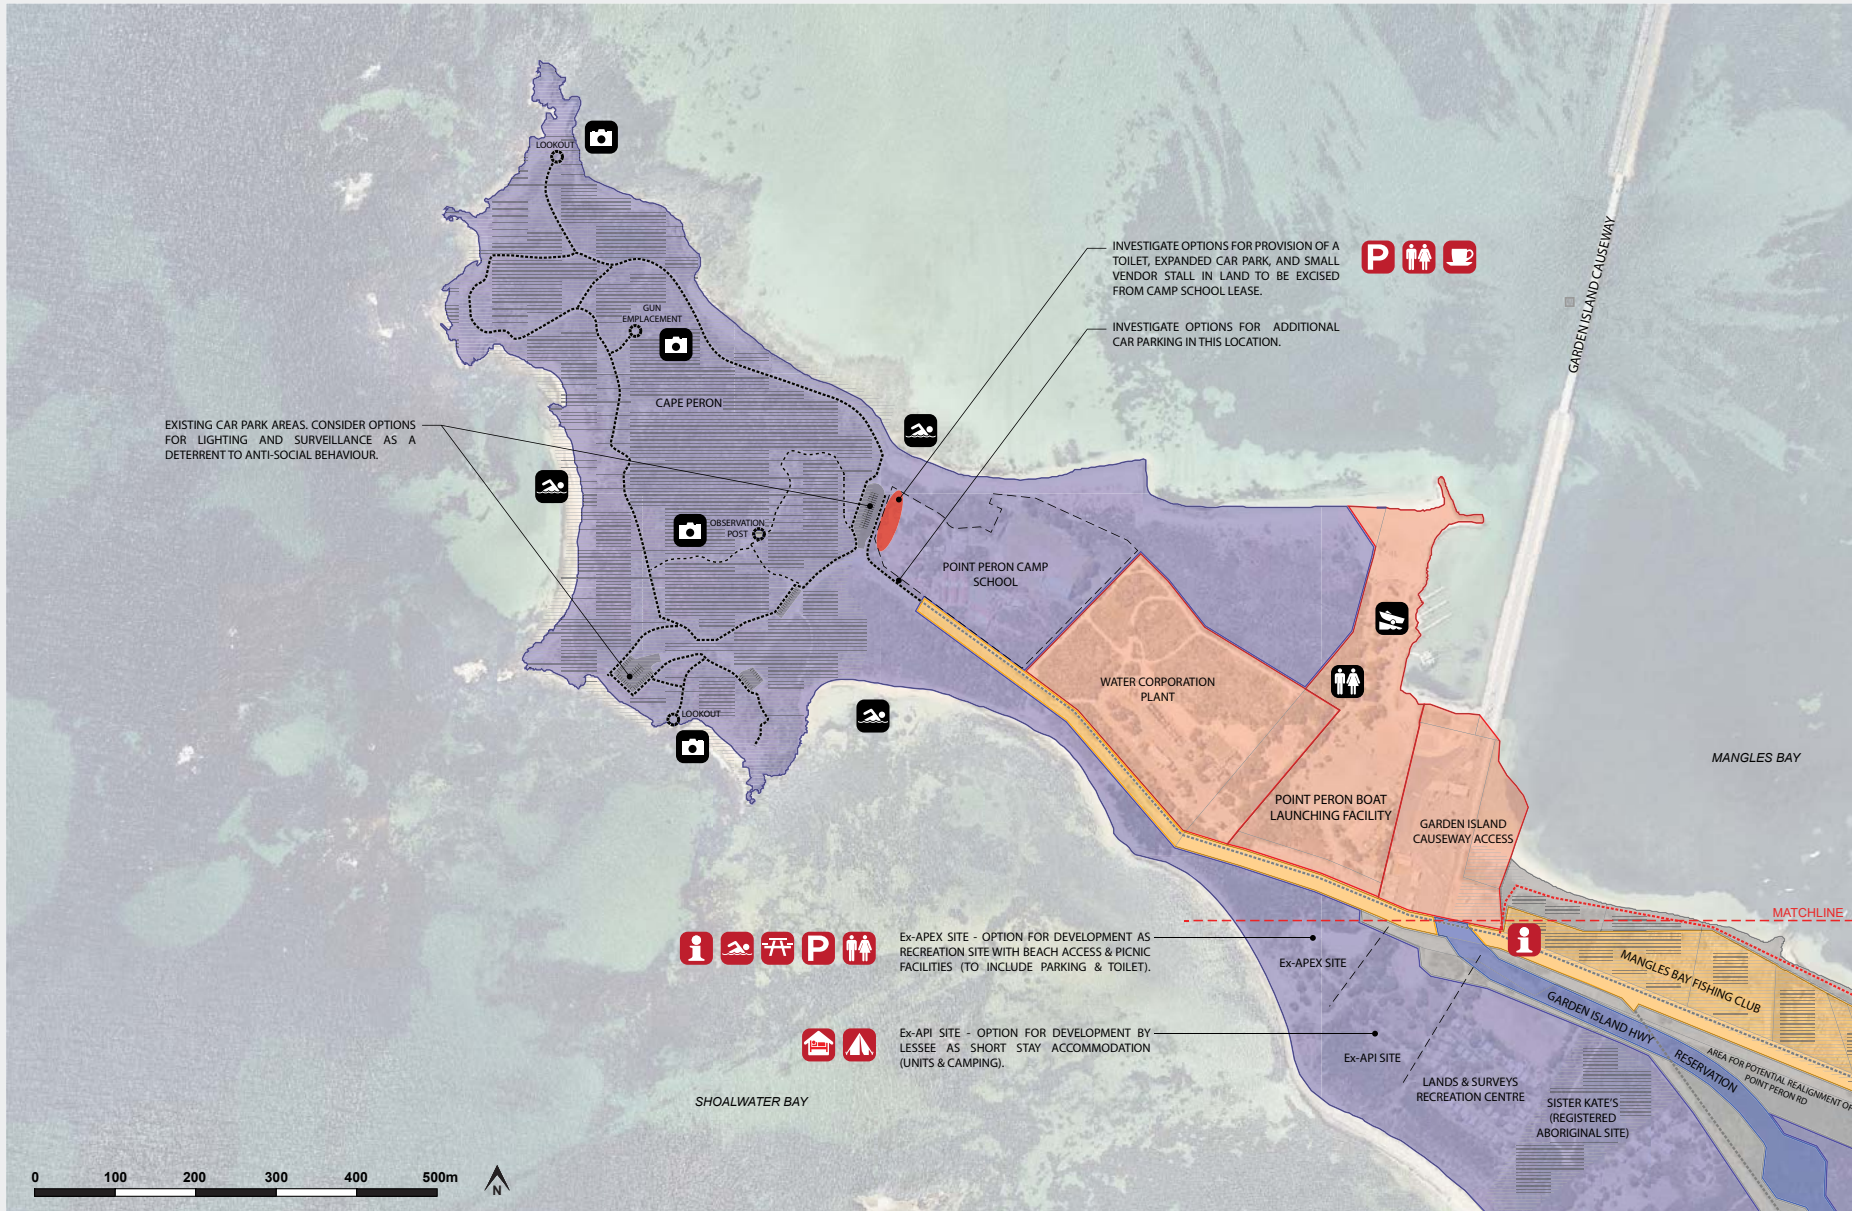 LOOKOUT
GUN
EMPLACEMENT
CAPE PERON
OBSERVATION
POST
LOOKOUT
EXISTING CAR PARK AREAS. CONSIDER OPTIONS
FOR LIGHTING AND SURVEILLANCE AS A
DETERRENT TO ANTI-SOCIAL BEHAVIOUR.
INVESTIGATE OPTIONS FOR PROVISION OF A
TOILET, EXPANDED CAR PARK, AND SMALL
VENDOR STALL IN LAND TO BE EXCISED
FROM CAMP SCHOOL LEASE.
P
INVESTIGATE OPTIONS FOR ADDITIONAL
CAR PARKING IN THIS LOCATION.
GARDEN ISLAND CAUSEWAY
POINT PERON CAMP
SCHOOL
WATER CORPORATION
PLANT
POINT PERON BOAT
LAUNCHING FACILITY
GARDEN ISLAND
CAUSEWAY ACCESS
MANGLES BAY
MATCHLINE
i
MANGLES BAY FISHING CLUB
GARDEN ISLAND HWY
RESERVATION
AREA FOR POTENTIAL REALIGNMENT OF
POINT PERON RD
i
P
Ex-APEX SITE - OPTION FOR DEVELOPMENT AS
RECREATION SITE WITH BEACH ACCESS & PICNIC
FACILITIES (TO INCLUDE PARKING & TOILET).
Ex-APEX SITE
Ex-API SITE - OPTION FOR DEVELOPMENT BY
LESSEE AS SHORT STAY ACCOMMODATION
(UNITS & CAMPING).
Ex-API SITE
LANDS & SURVEYS
RECREATION CENTRE
SISTER KATE'S
(REGISTERED
ABORIGINAL SITE)
SHOALWATER BAY
0 100 200 300 400 500m
N